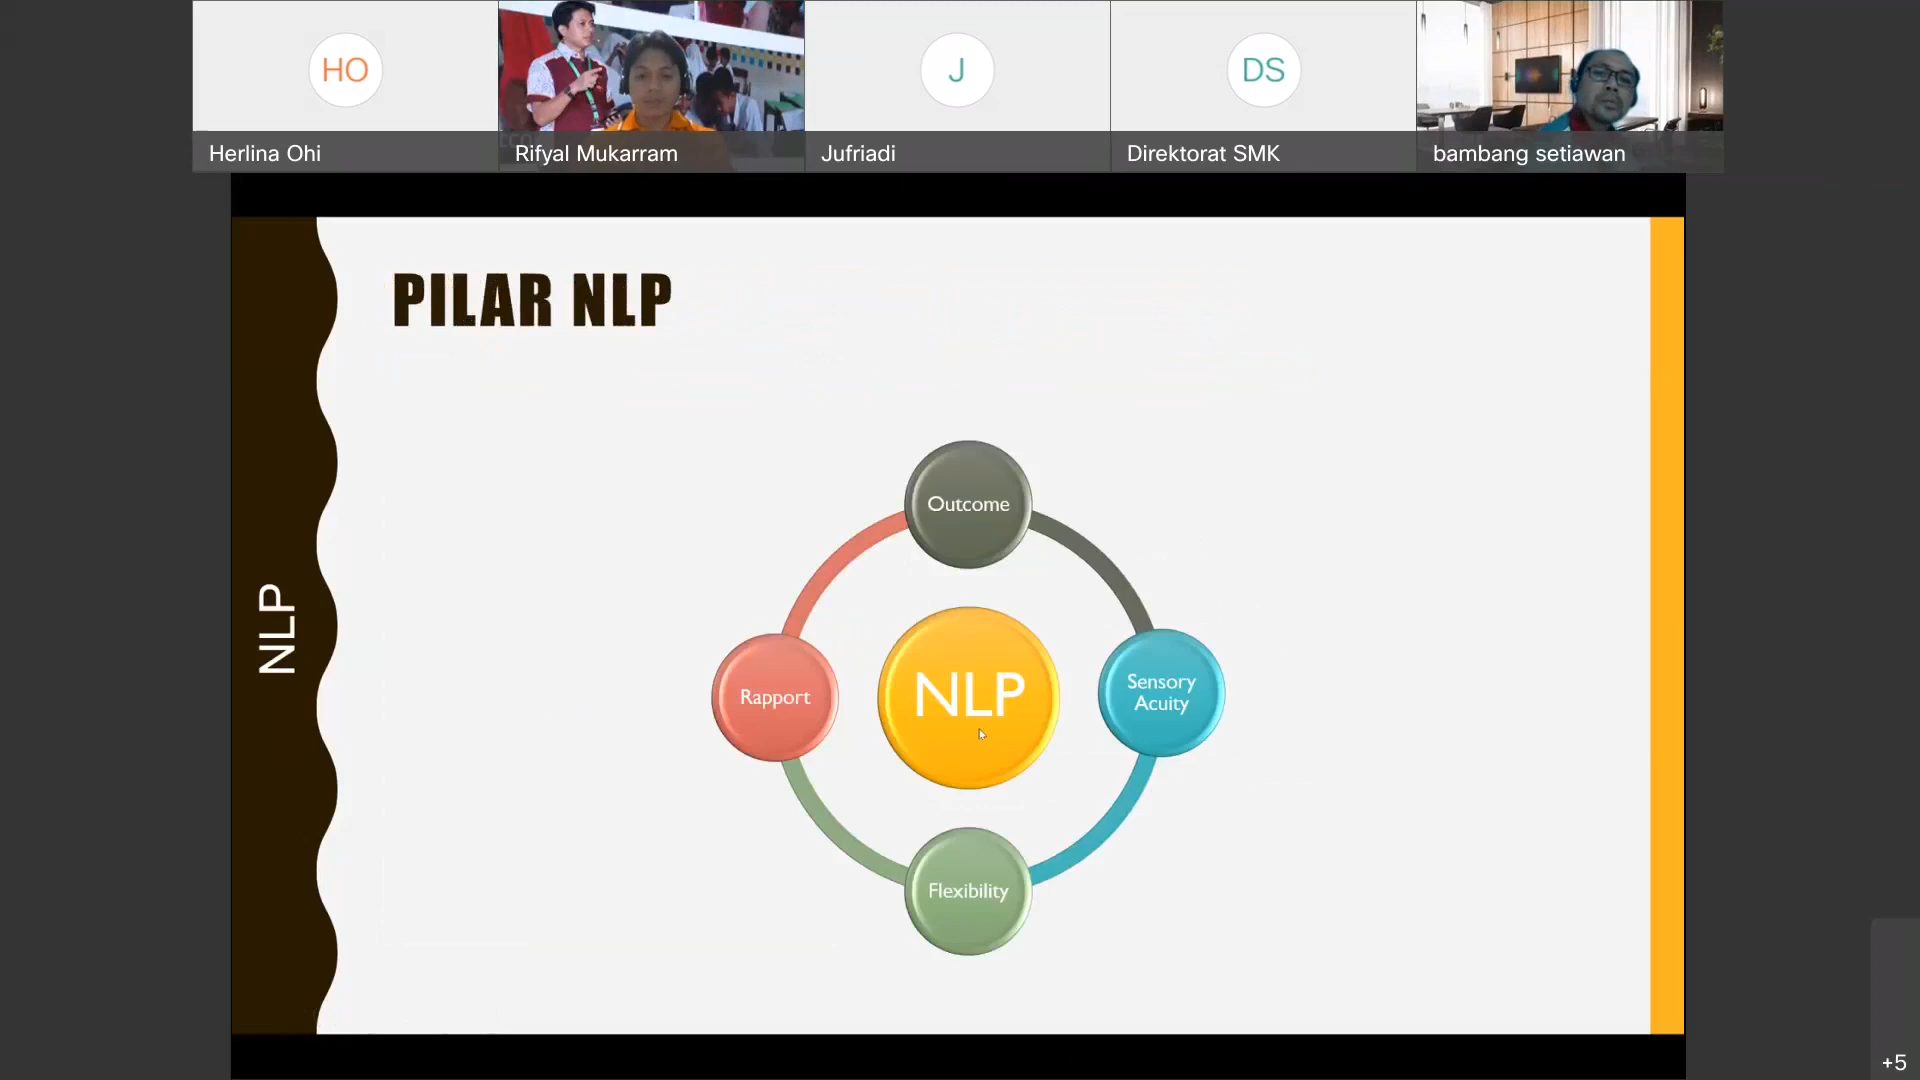 HO
J
DS
Herlina Ohi
Rifyal Mukarram
Jufriadi
Direktorat SMK
bambang setiawan
PILAR NLP
NLP
Outcome
Rapport
NLP
Sensory
Acuity
Flexibility
+5